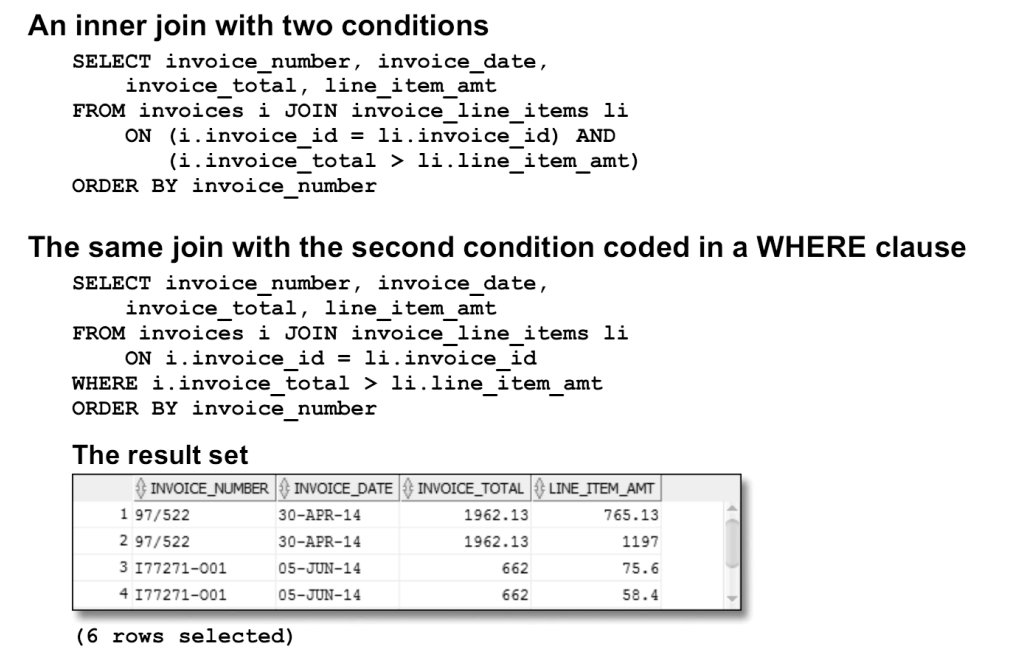 An inner join with two conditions
SELECT invoice_number, invoice_date,
invoice_total, line_item_amt
FROM invoices i JOIN invoice_line_items li
ON (i.invoice_id = li.invoice_id) AND
(i.invoice_total > li.line_item_amt)
ORDER BY invoice_number
The same join with the second condition coded in a WHERE clause
SELECT invoice_number, invoice_date,
invoice_total, line_item_amt
FROM invoices i JOIN invoice_line_items li
ON i.invoice_id = li.invoice_id
WHERE i.invoice_total > li.line_item_amt
ORDER BY invoice_number
The result set
INVOICE_NUMBER INVOICE_DATE INVOICE_TOTAL LINE_ITEM_AMT
1 97/522 30-APR-14 1962.13 765.13
2 97/522 30-APR-14 1962.13 1197
3 I77271-001 05-JUN-14 662 75.6
4 I77271-001 05-JUN-14 662 58.4
(6 rows selected)